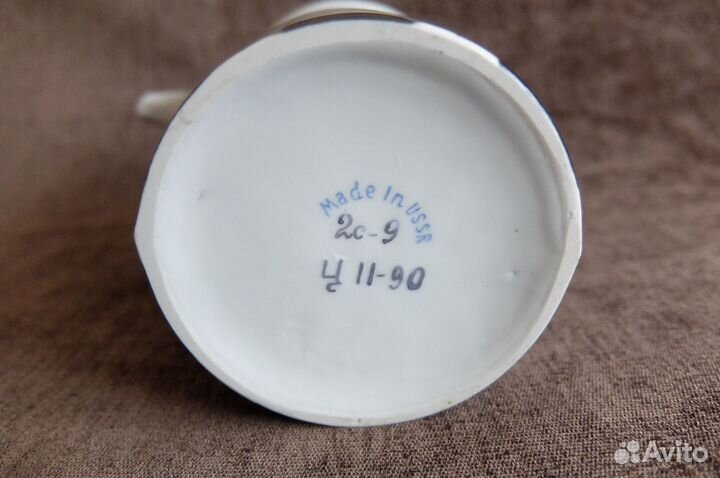 Made In USSR
2с-9
Ц 11-90
Avito